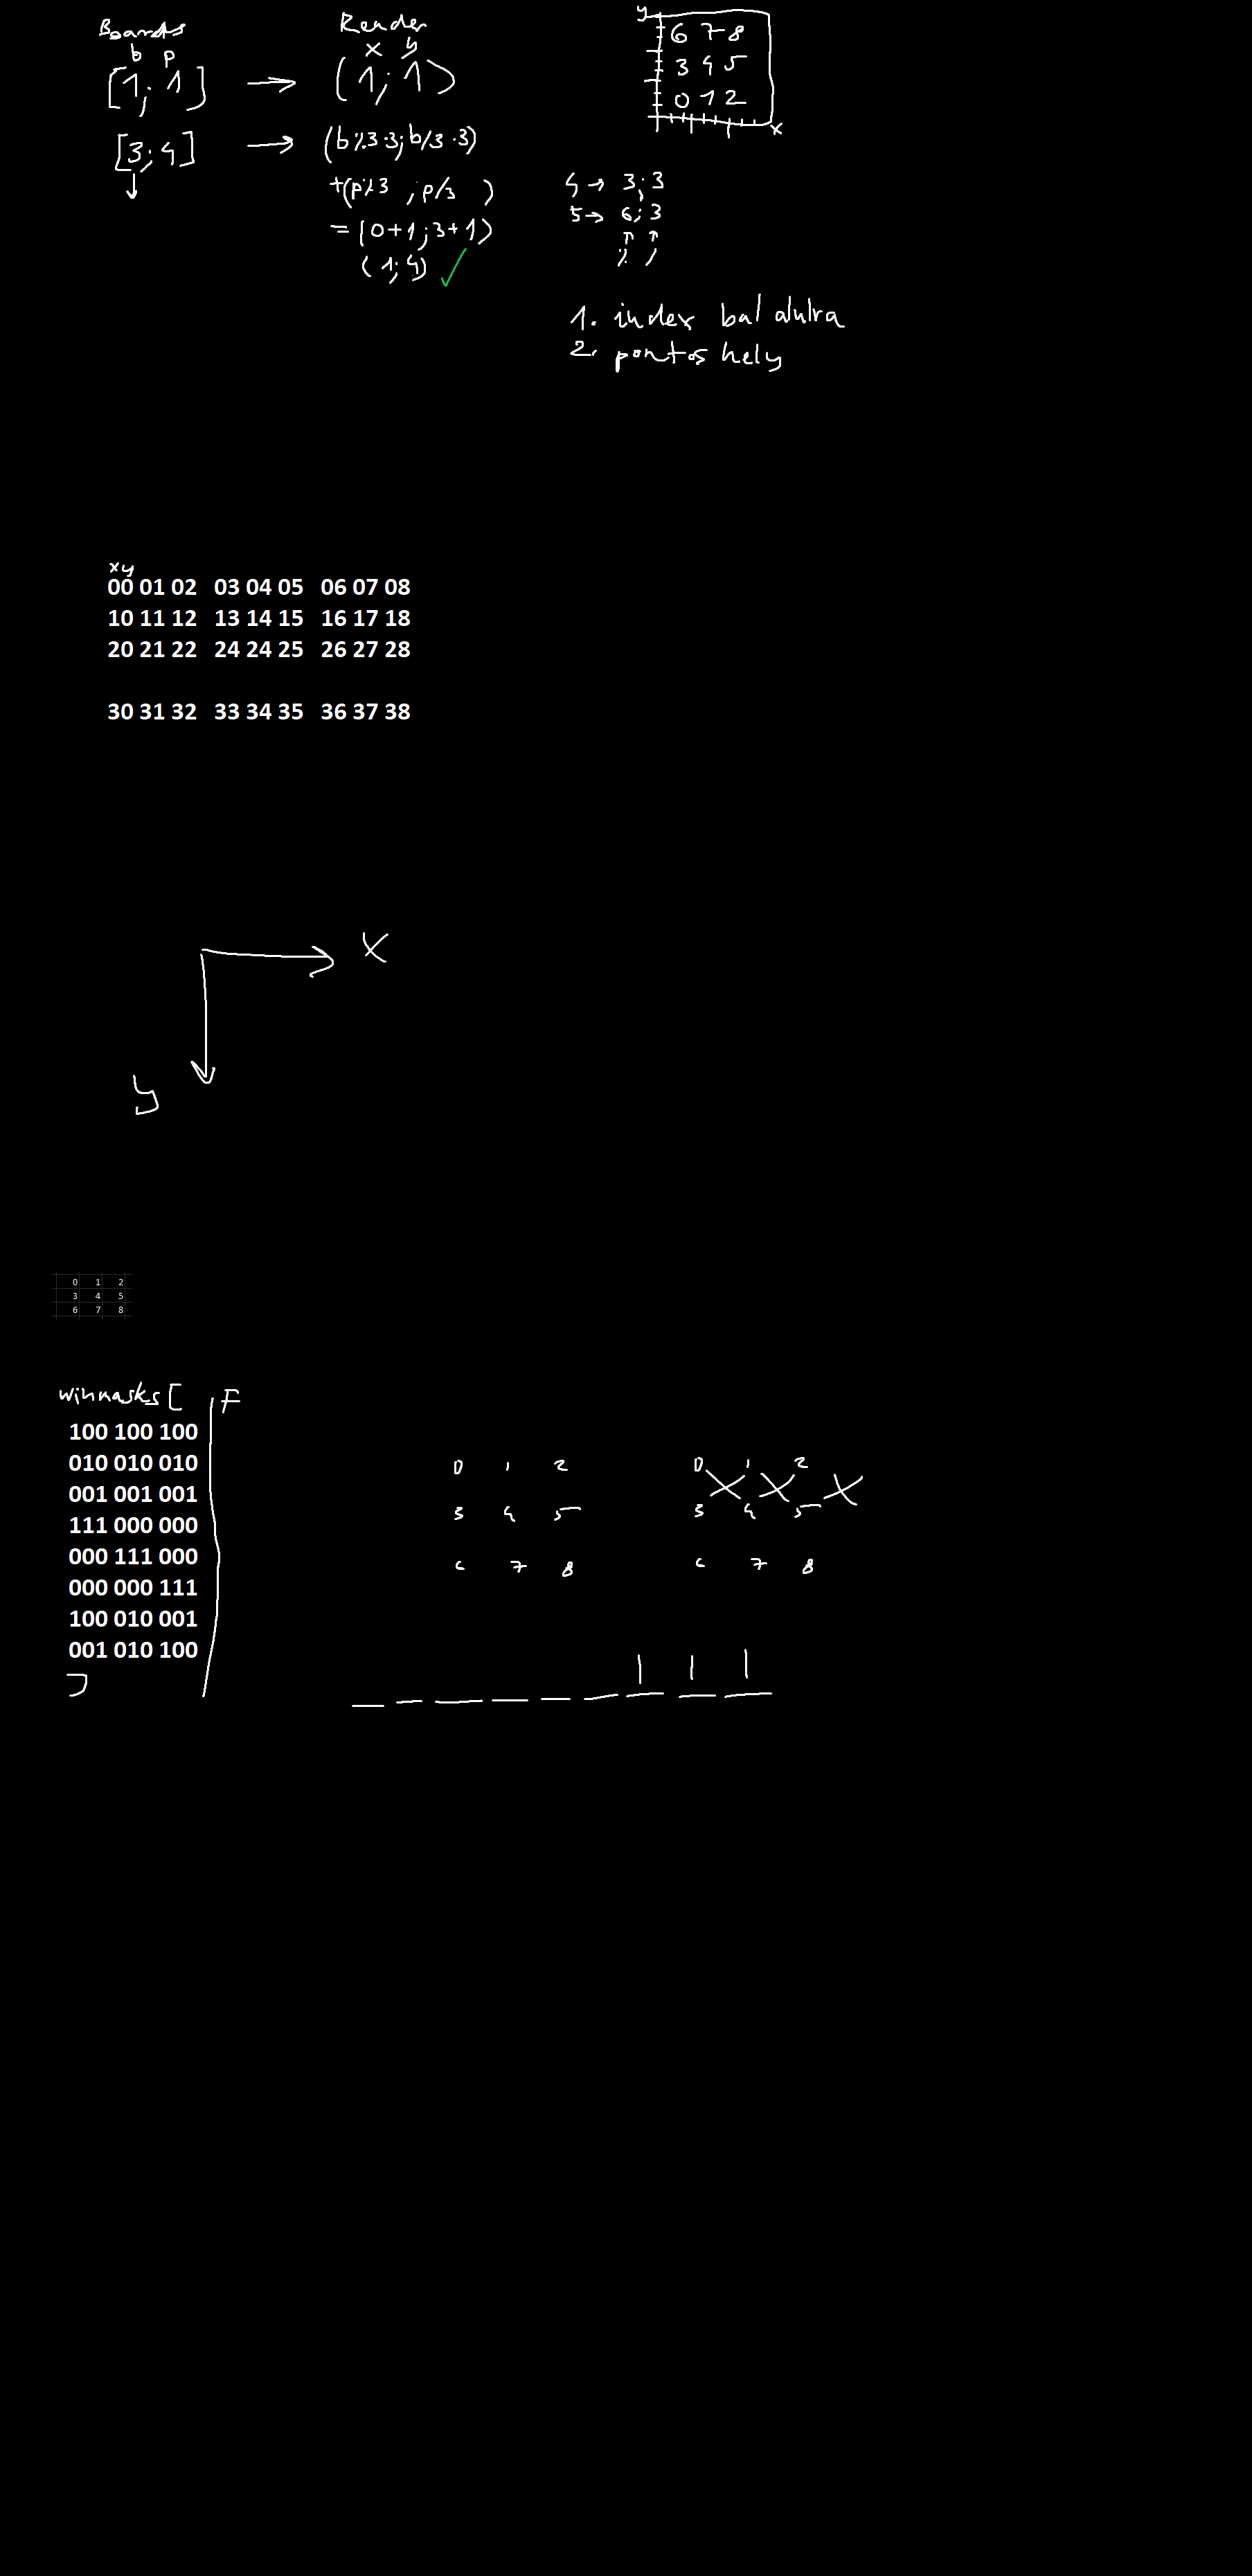 Boards
b p
[1; 1] → (1; 1)
Render
x y
[3; 4] → (b%3·3; b/3·3)
+(p%3 , p/3 )
= (0+1; 3+1)
(1; 4) ✓
y
6 7 8
3 4 5
0 1 2
x
4 → 3; 3
5 → 6; 3
↑ ↑
% /
1. index bal alulra
2. pontos hely
xy
00 01 02 03 04 05 06 07 08
10 11 12 13 14 15 16 17 18
20 21 22 24 24 25 26 27 28
30 31 32 33 34 35 36 37 38
x
y
0 1 2
3 4 5
6 7 8
winmasks [ F
100 100 100
010 010 010
001 001 001
111 000 000
000 111 000
000 000 111
100 010 001
001 010 100
]
0 1 2
3 4 5
6 7 8
0 1 2
X X X
3 4 5
6 7 8
1 1 1